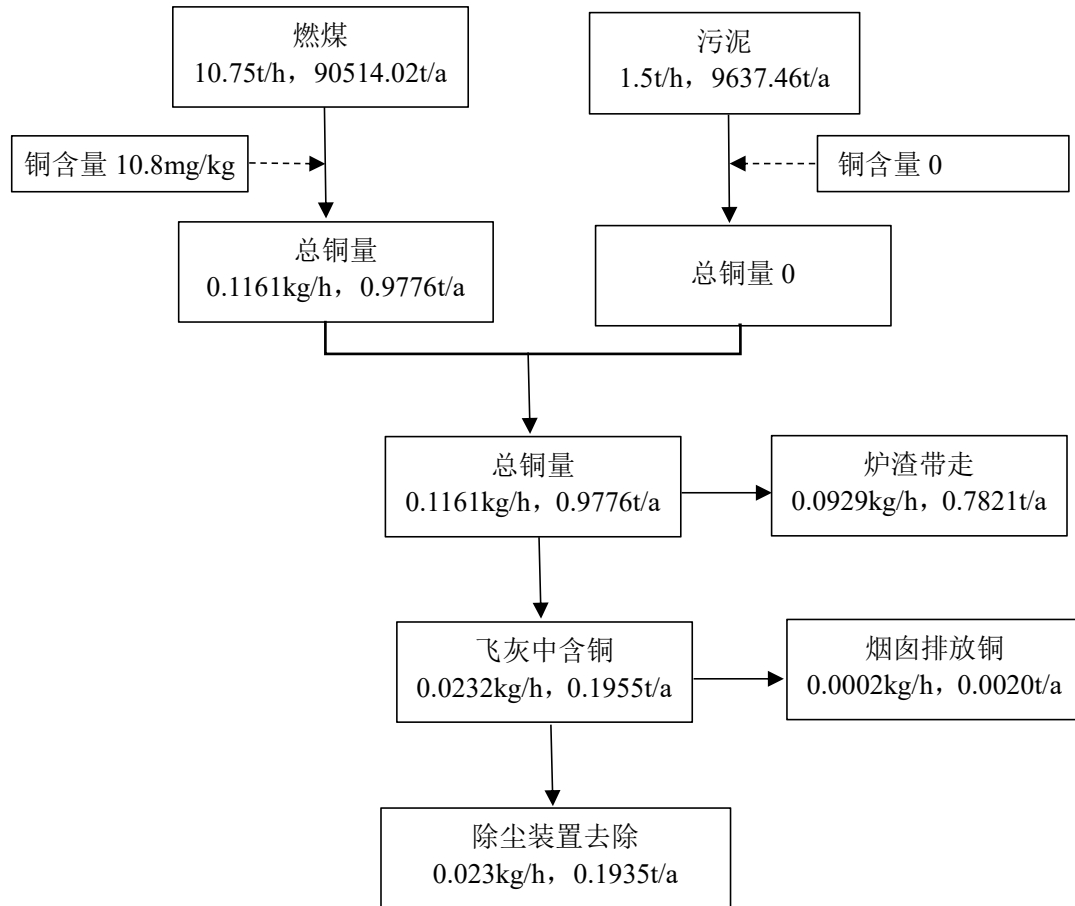 燃煤
10.75t/h，90514.02t/a
污泥
1.5t/h，9637.46t/a
铜含量 10.8mg/kg
铜含量 0
总铜量
0.1161kg/h，0.9776t/a
总铜量 0
总铜量
0.1161kg/h，0.9776t/a
炉渣带走
0.0929kg/h，0.7821t/a
飞灰中含铜
0.0232kg/h，0.1955t/a
烟囱排放铜
0.0002kg/h，0.0020t/a
除尘装置去除
0.023kg/h，0.1935t/a